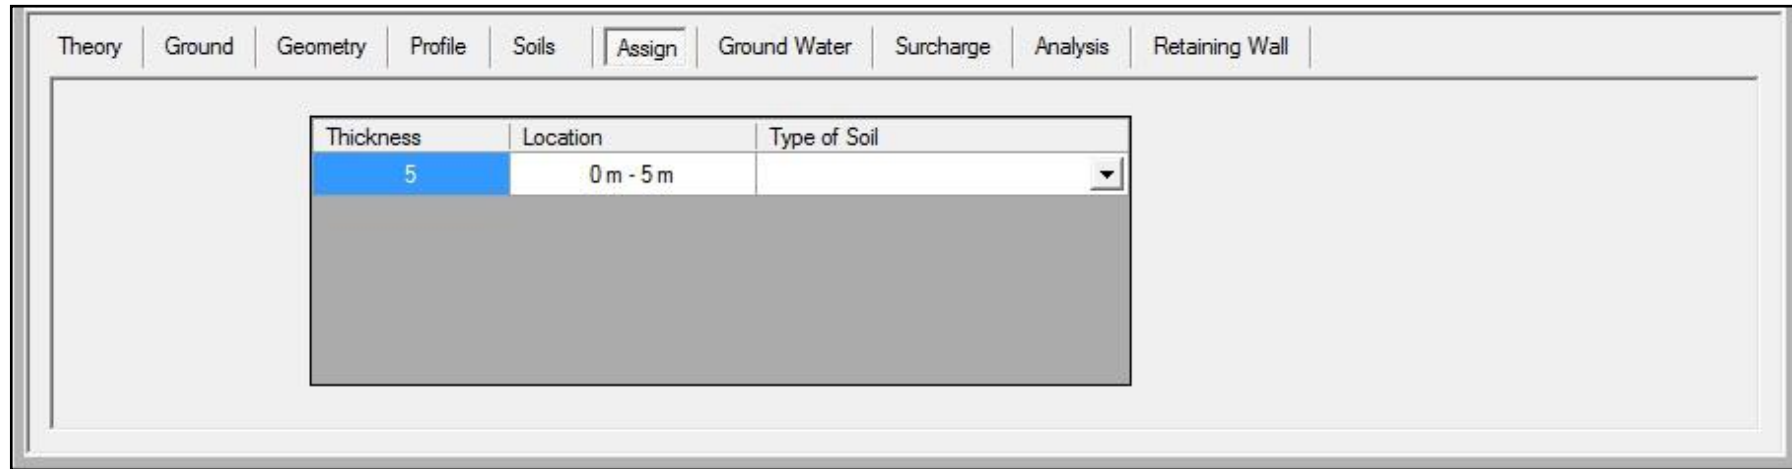 Theory Ground Geometry Profile Soils Assign Ground Water Surcharge Analysis Retaining Wall
Thickness Location Type of Soil
5 0 m - 5 m